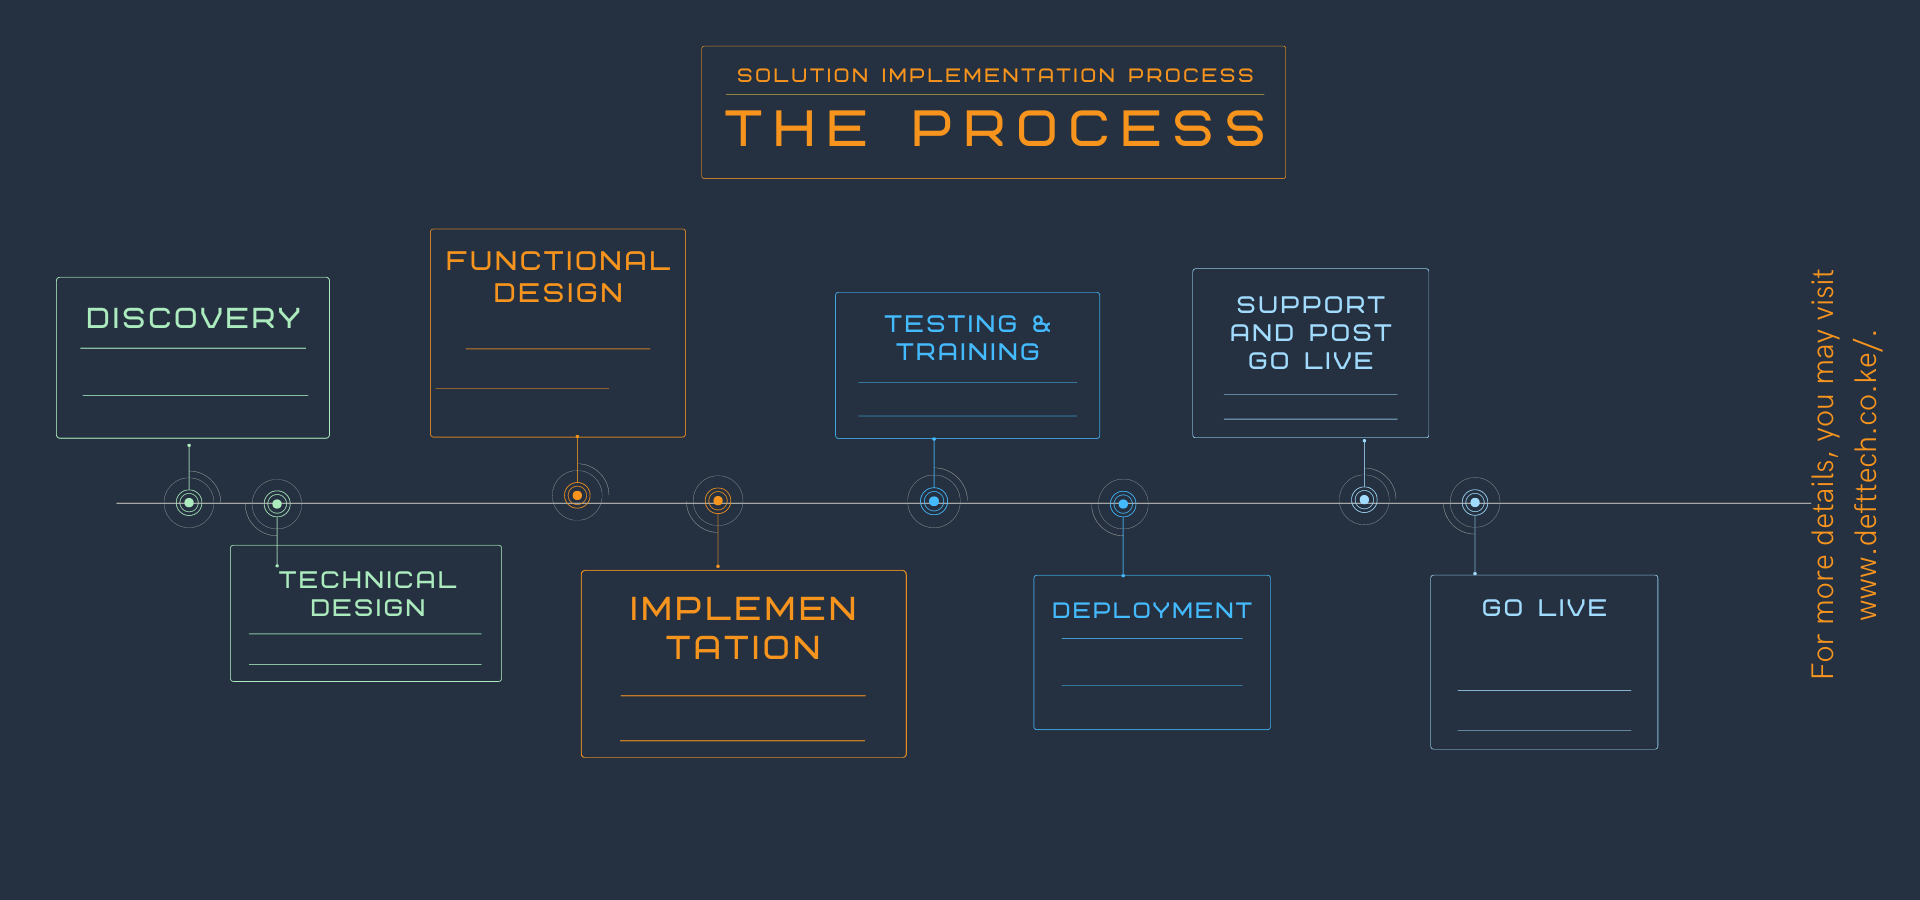 SOLUTION IMPLEMENTATION PROCESS
THE PROCESS
DISCOVERY
TECHNICAL
DESIGN
FUNCTIONAL
DESIGN
IMPLEMEN
TATION
TESTING &
TRAINING
DEPLOYMENT
SUPPORT
AND POST
GO LIVE
GO LIVE
For more details, you may visit
www.defttech.co.ke/.